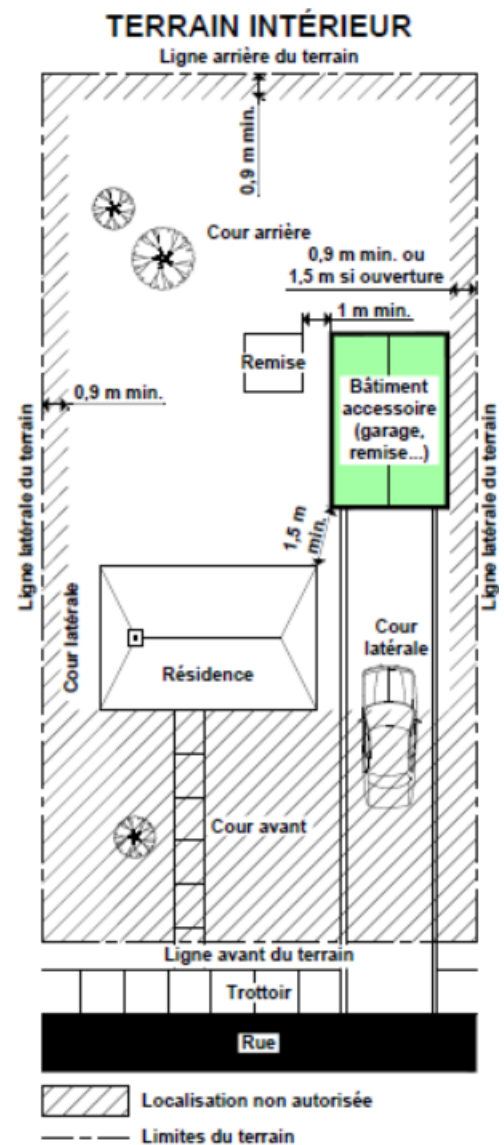 TERRAIN INTÉRIEUR
Ligne arrière du terrain
0,9 m min.
Cour arrière
0,9 m min. ou
1,5 m si ouverture
1 m min.
Remise
Bâtiment
accessoire
(garage,
remise...)
0,9 m min.
Ligne latérale du terrain
Ligne latérale du terrain
1,5 m
min.
Cour latérale
Cour
latérale
Résidence
Cour avant
Ligne avant du terrain
Trottoir
Rue
Localisation non autorisée
Limites du terrain